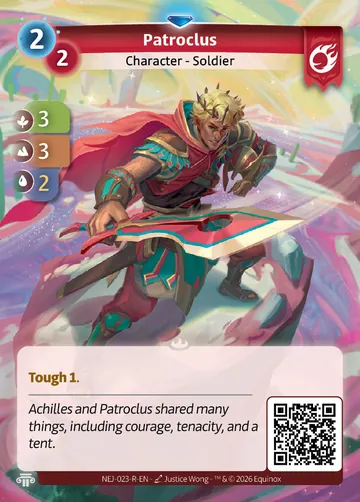 2
2
Patroclus
Character - Soldier
3
3
2
Tough 1.
Achilles and Patroclus shared many
things, including courage, tenacity, and a
tent.
NEJ-023-R-EN - Justice Wong - ™ & © 2026 Equinox